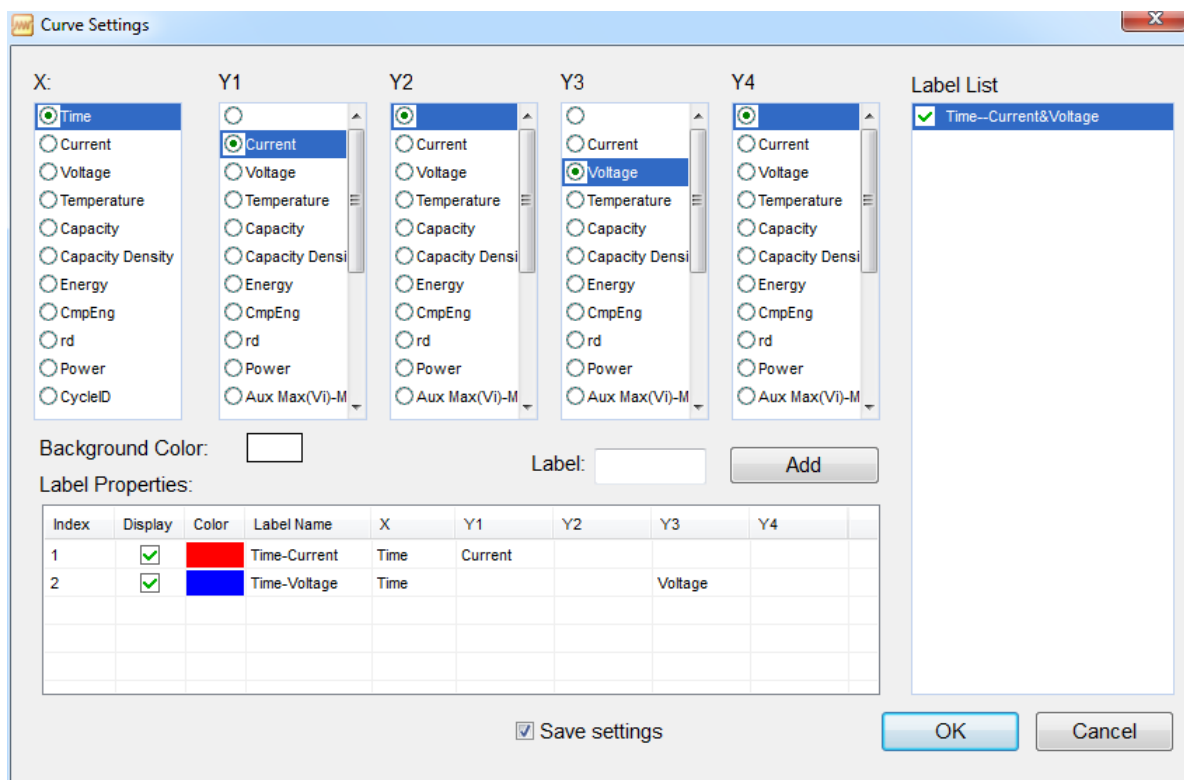 Curve Settings
X: Y1 Y2 Y3 Y4 Label List
Time Time--Current&Voltage
Current Current Current Current Current
Voltage Voltage Voltage Voltage Voltage
Temperature Temperature Temperature Temperature Temperature
Capacity Capacity Capacity Capacity Capacity
Capacity Density Capacity Densi Capacity Densi Capacity Densi Capacity Densi
Energy Energy Energy Energy Energy
CmpEng CmpEng CmpEng CmpEng CmpEng
rd rd rd rd rd
Power Power Power Power Power
CycleID Aux Max(Vi)-M Aux Max(Vi)-M Aux Max(Vi)-M Aux Max(Vi)-M
Background Color:
Label: Add
Label Properties:
Index Display Color Label Name X Y1 Y2 Y3 Y4
1 Time-Current Time Current
2 Time-Voltage Time Voltage
Save settings OK Cancel